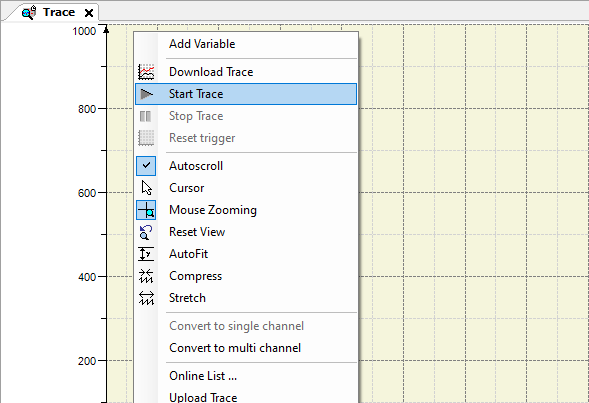 Trace
1000
Add Variable
Download Trace
800
Start Trace
Stop Trace
Reset trigger
Autoscroll
600
Cursor
Mouse Zooming
Reset View
AutoFit
400
Compress
Stretch
Convert to single channel
200
Convert to multi channel
Online List ...
Upload Trace